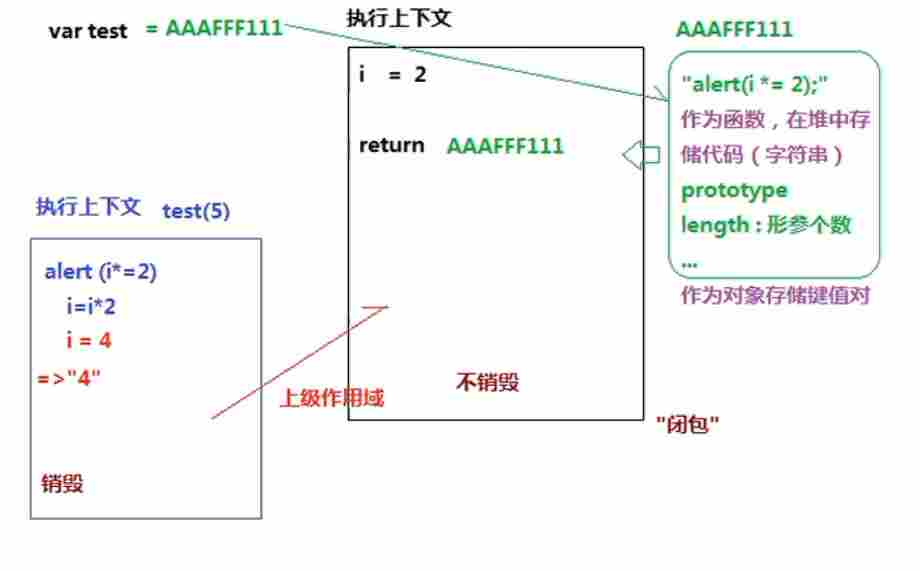 var test = AAAFFF111
执行上下文
i = 2
return AAAFFF111
不销毁
"闭包"
AAAFFF111
"alert(i *= 2);"
作为函数，在堆中存
储代码（字符串）
prototype
length : 形参个数
...
作为对象存储键值对
执行上下文 test(5)
alert (i*=2)
i=i*2
i = 4
=>"4"
销毁
上级作用域